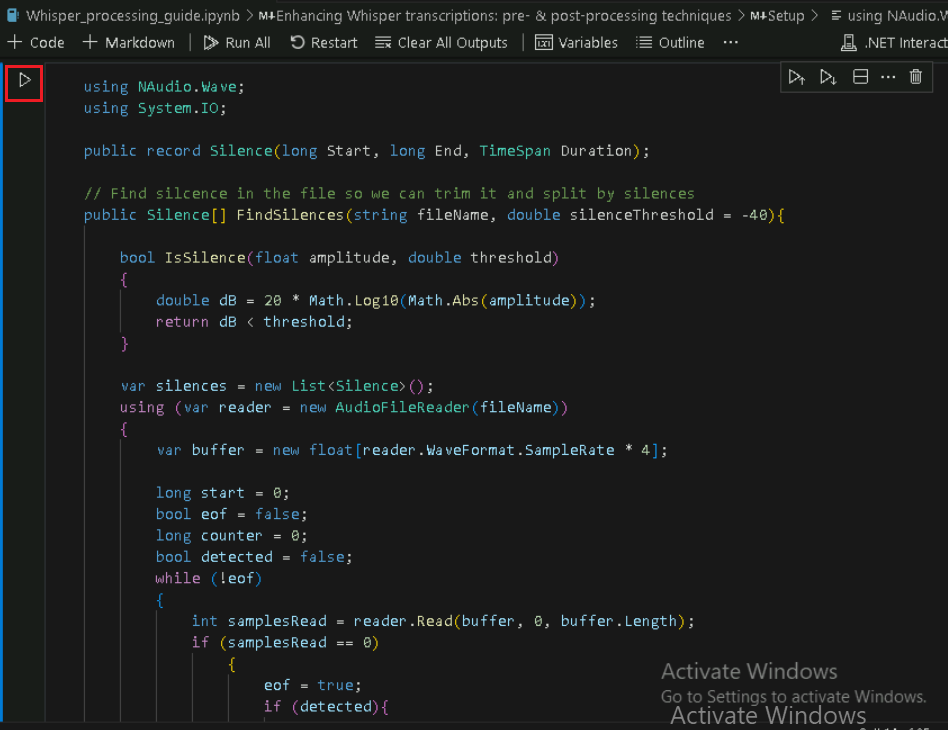 Whisper_processing_guide.ipynb > M↓Enhancing Whisper transcriptions: pre- & post-processing techniques > M↓Setup > using NAudio.W
+ Code + Markdown | Run All Restart Clear All Outputs | Variables Outline ··· .NET Interact
using NAudio.Wave;
using System.IO;
public record Silence(long Start, long End, TimeSpan Duration);
// Find silcence in the file so we can trim it and split by silences
public Silence[] FindSilences(string fileName, double silenceThreshold = -40){
bool IsSilence(float amplitude, double threshold)
{
double dB = 20 * Math.Log10(Math.Abs(amplitude));
return dB < threshold;
}
var silences = new List<Silence>();
using (var reader = new AudioFileReader(fileName))
{
var buffer = new float[reader.WaveFormat.SampleRate * 4];
long start = 0;
bool eof = false;
long counter = 0;
bool detected = false;
while (!eof)
{
int samplesRead = reader.Read(buffer, 0, buffer.Length);
if (samplesRead == 0)
{
eof = true;
if (detected){
Activate Windows
Go to Settings to activate Windows.
Activate Windows